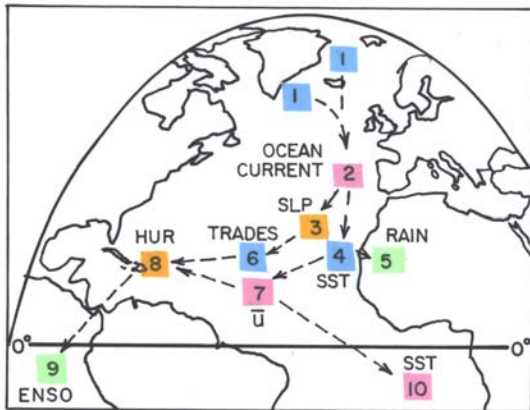 1
1
OCEAN
CURRENT
2
SLP
3
HUR
TRADES
RAIN
8
6
4
5
SST
7
u̅
0°
0°
9
ENSO
SST
10